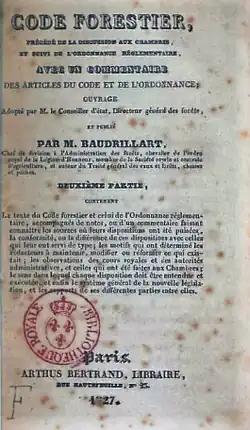 CODE FORESTIER,
PRÉCÉDÉ DE LA DISCUSSION AUX CHAMBRES,
ET SUIVI DE L'ORDONNANCE RÉGLEMENTAIRE,
AVEC UN COMMENTAIRE
DES ARTICLES DU CODE ET DE L'ORDONNANCE;
OUVRAGE
Adopté par M. le Conseiller d'état, Directeur général des forêts,
ET PUBLIÉ
PAR M. BAUDRILLART.
Chef de division à l'Administration des forêts, chevalier de l'ordre
royal de la Légion d'Honneur, membre de la Société royale et centrale
d'agriculture, et auteur du Traité général des eaux et forêts, chasses
et pêches.
DEUXIÈME PARTIE,
CONTENANT
Le texte du Code forestier et celui de l'Ordonnance réglemen-
taire, accompagnés de notes, ou d'un commentaire faisant
connaître les sources où leurs dispositions ont été puisées,
la conformité, ou la différence de ces dispositions avec celles
qui leur ont servi de type; les motifs qui ont déterminé les
rédacteurs à maintenir, modifier ou réformer ce qui exis-
tait; les observations des cours royales et des autorités
administratives, et celles qui ont été faites aux Chambres;
le sens dans lequel chaque disposition doit être entendue et
exécutée, et enfin le système général de la nouvelle législa-
tion, et les rapports de ses différentes parties entre elles.
BIBLIOTHEQUE ROYALE
Paris.
ARTHUS BERTRAND, LIBRAIRE,
RUE HAUTEFEUILLE, N° 23.
1827.
F